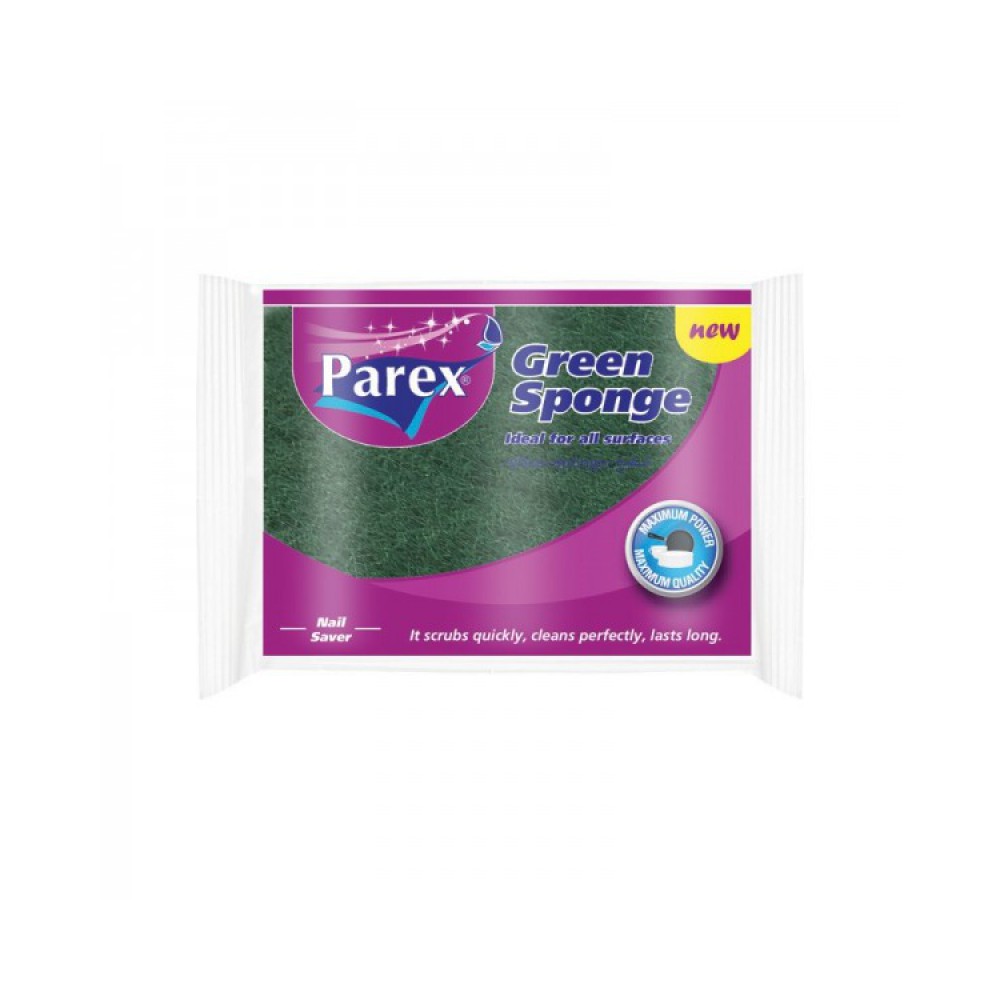 Parex®
Green
Sponge
Ideal for all surfaces
new
MAXIMUM POWER
MAXIMUM QUALITY
Nail
Saver
It scrubs quickly, cleans perfectly, lasts long.